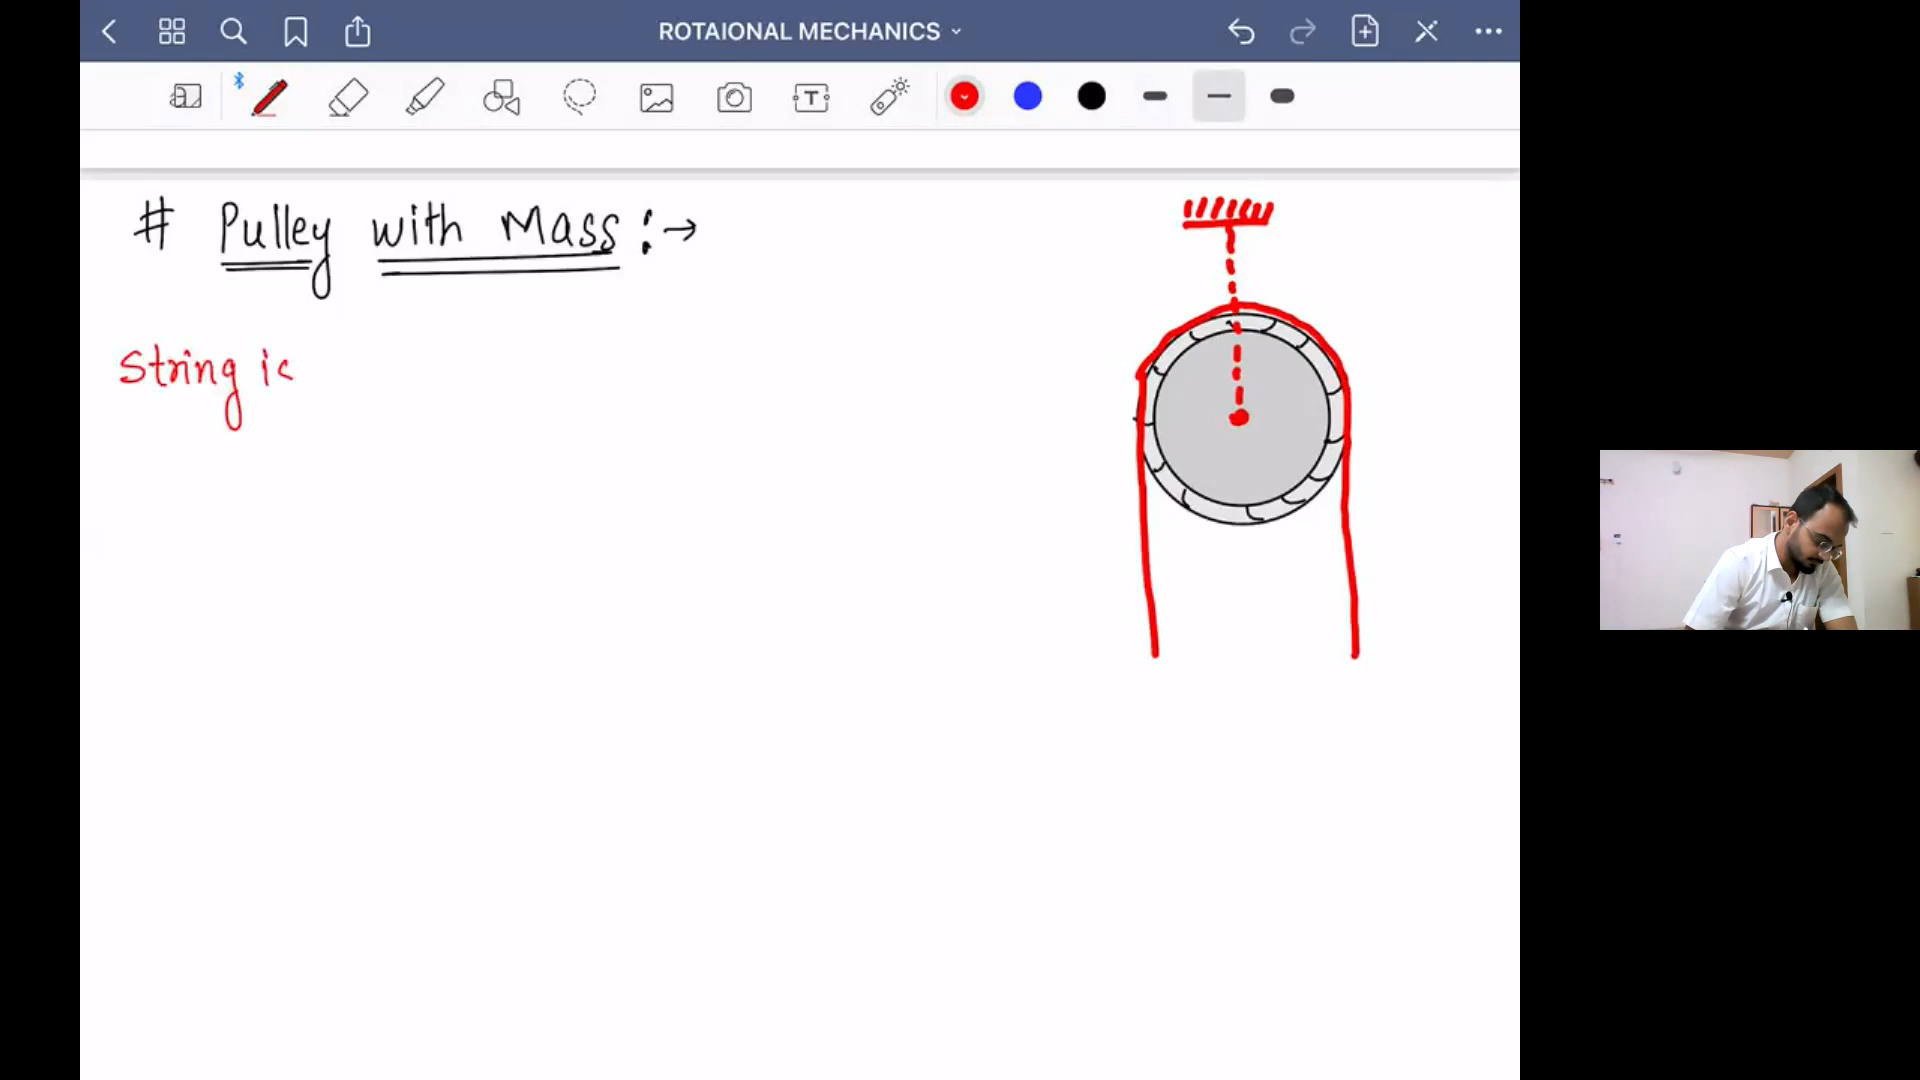 ROTAIONAL MECHANICS
# Pulley with Mass :→
String is